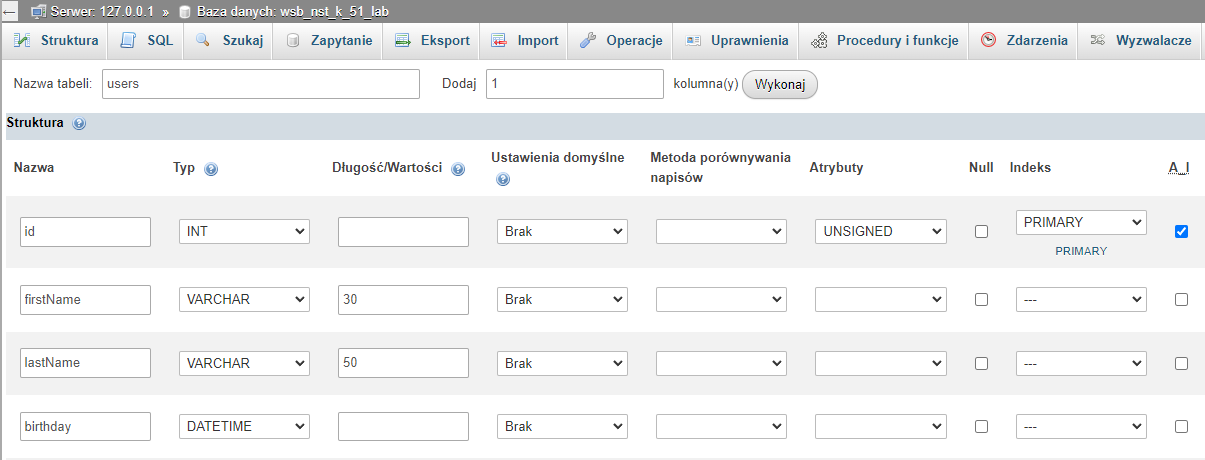 ← Serwer: 127.0.0.1 » Baza danych: wsb_nst_k_51_lab
Struktura SQL Szukaj Zapytanie Eksport Import Operacje Uprawnienia Procedury i funkcje Zdarzenia Wyzwalacze
Nazwa tabeli: users Dodaj 1 kolumna(y) Wykonaj
Struktura
Nazwa Typ Długość/Wartości Ustawienia domyślne Metoda porównywania napisów Atrybuty Null Indeks A_I
id INT Brak UNSIGNED PRIMARY
PRIMARY
firstName VARCHAR 30 Brak ---
lastName VARCHAR 50 Brak ---
birthday DATETIME Brak ---